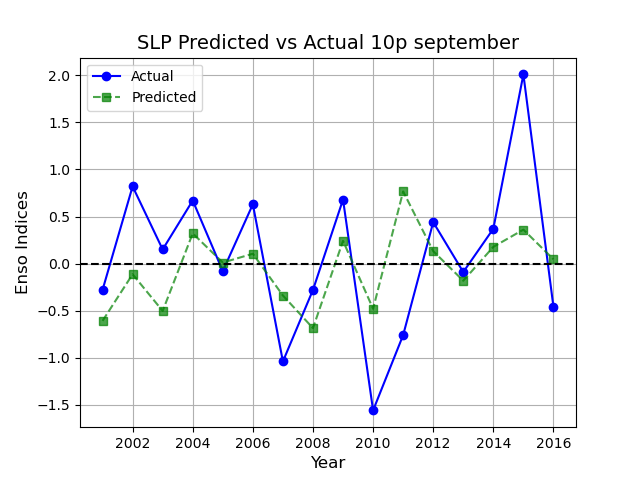 SLP Predicted vs Actual 10p september
Actual
Predicted
2.0
1.5
1.0
0.5
0.0
−0.5
−1.0
−1.5
Enso Indices
2002 2004 2006 2008 2010 2012 2014 2016
Year